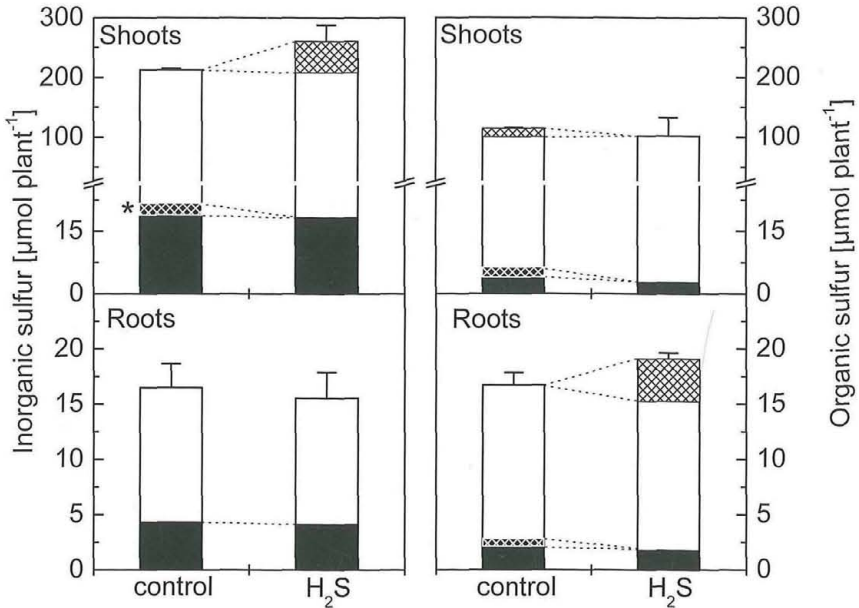 Inorganic sulfur [µmol plant⁻¹]
Organic sulfur [µmol plant⁻¹]
Shoots
300
200
100
15
0
*
Shoots
300
200
100
15
0
Roots
20
15
10
5
0
Roots
20
15
10
5
0
control
H₂S
control
H₂S